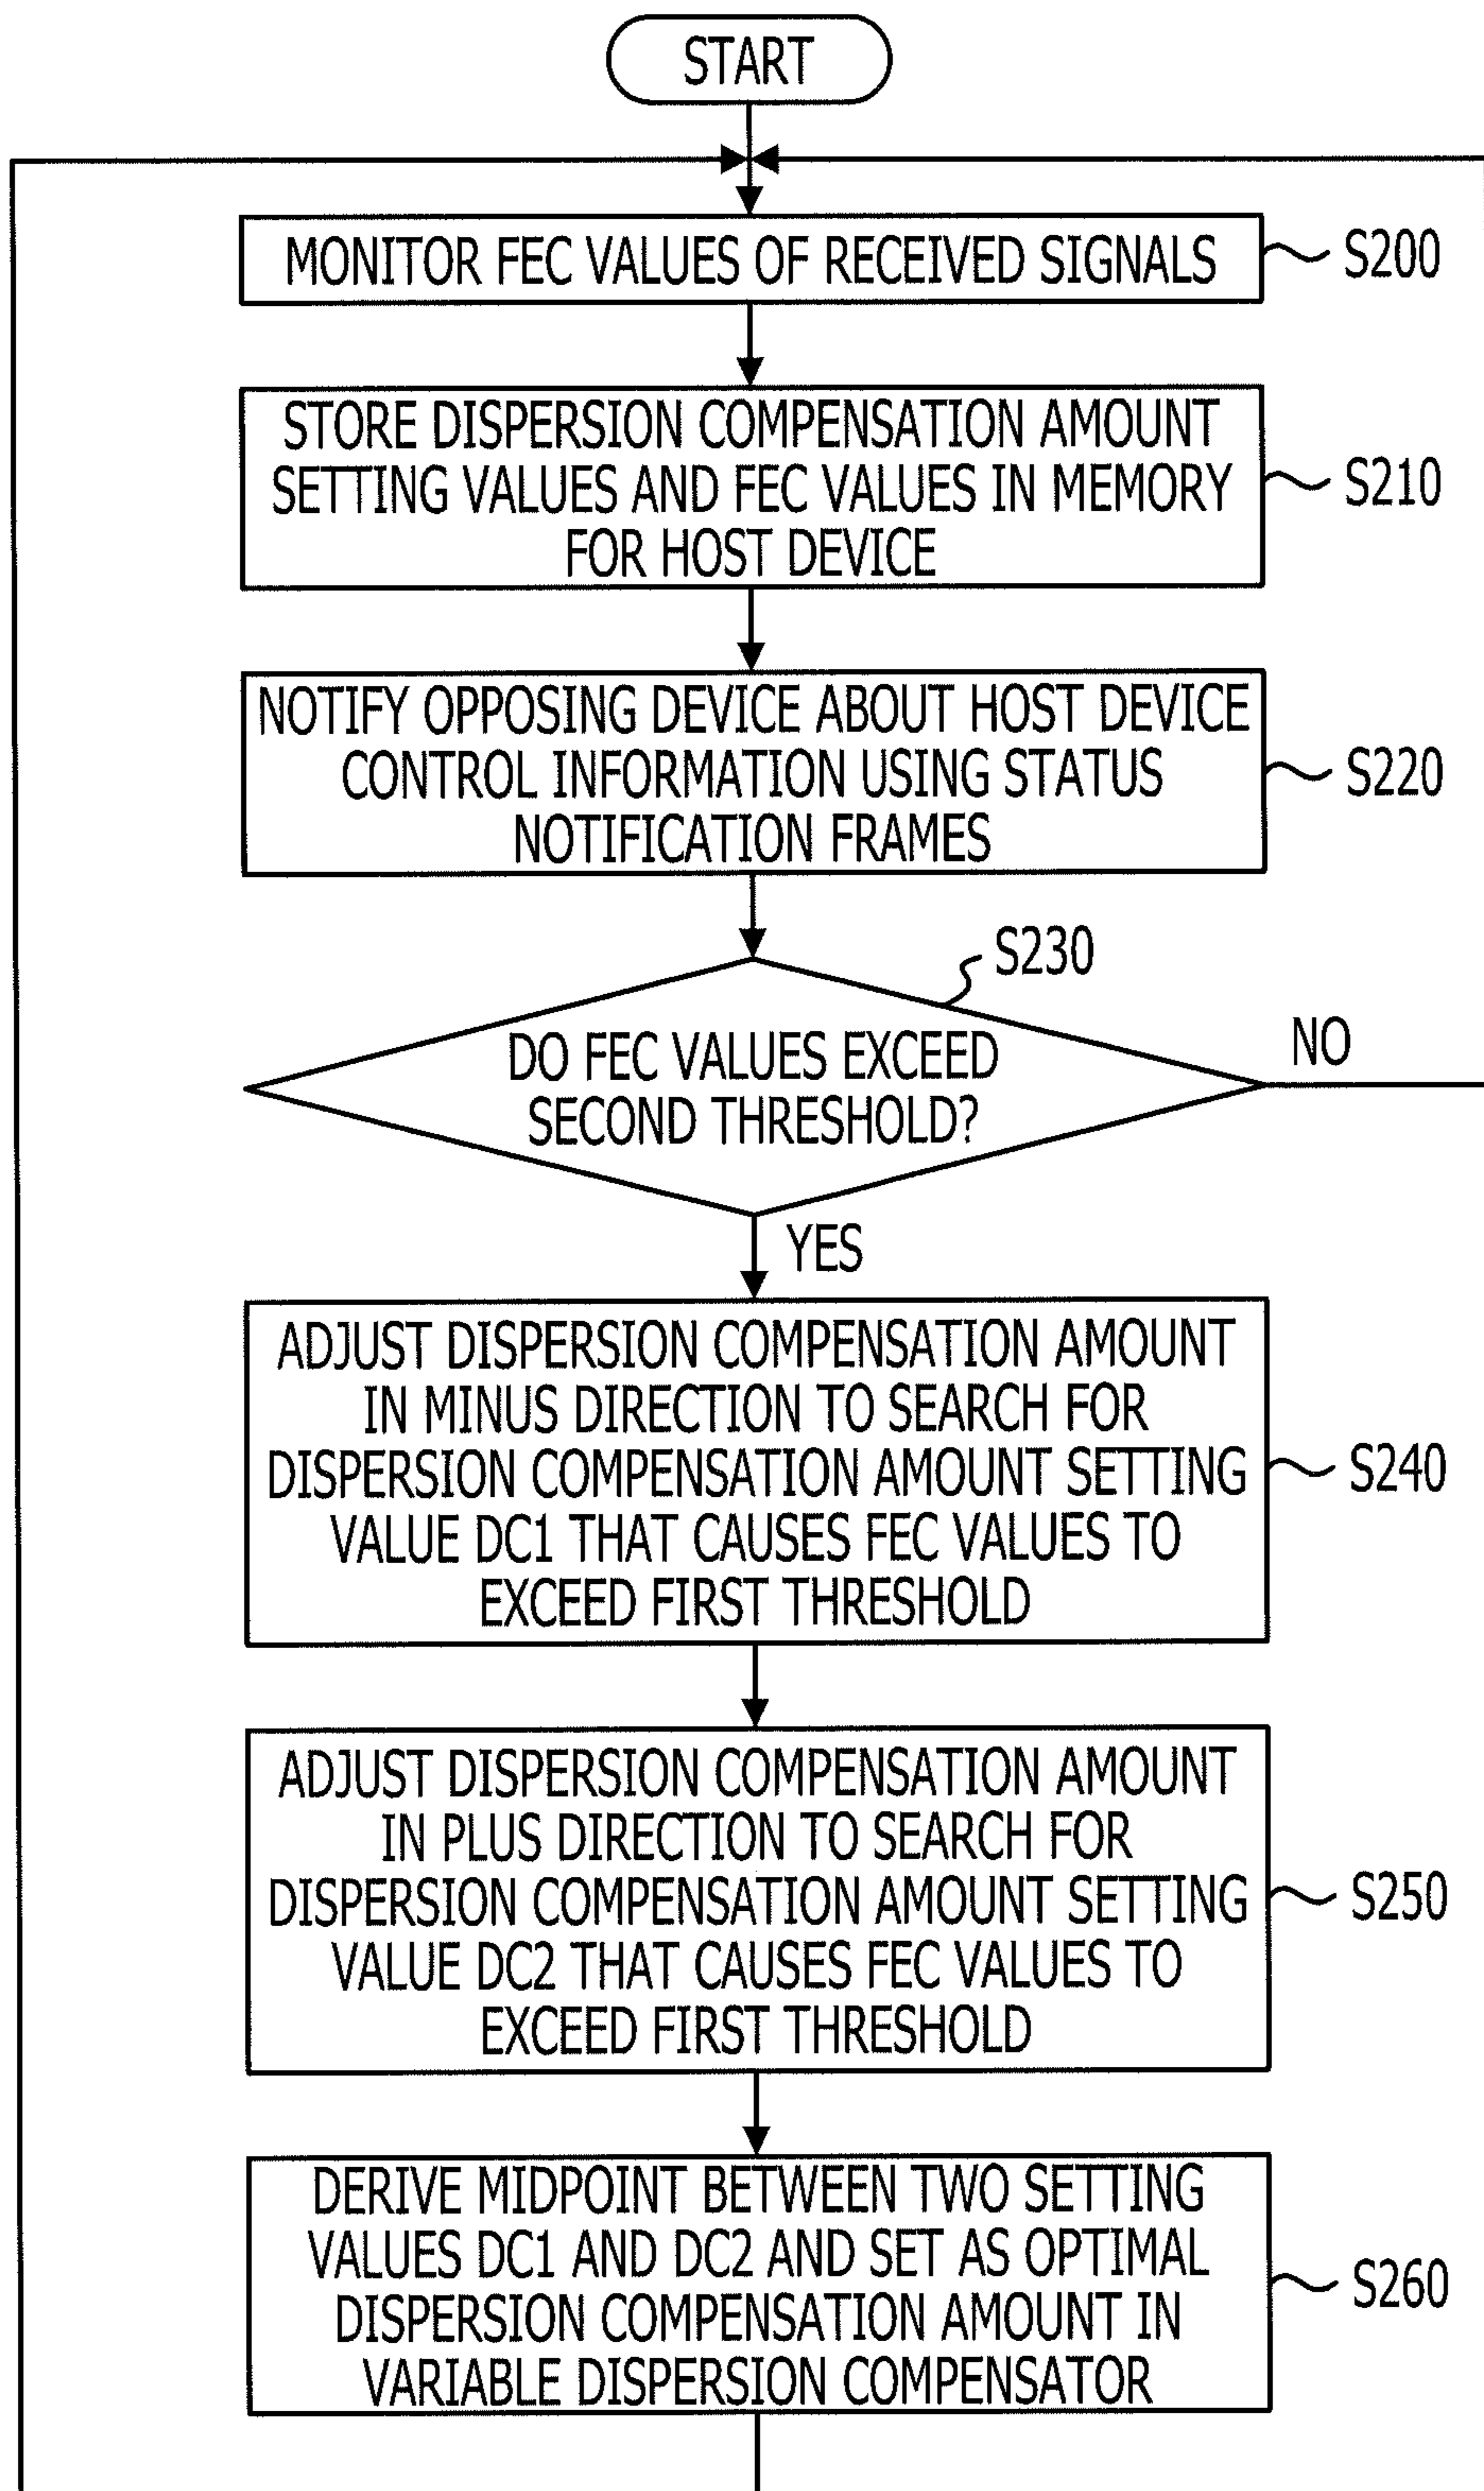 START
MONITOR FEC VALUES OF RECEIVED SIGNALS
S200
STORE DISPERSION COMPENSATION AMOUNT
SETTING VALUES AND FEC VALUES IN MEMORY
FOR HOST DEVICE
S210
NOTIFY OPPOSING DEVICE ABOUT HOST DEVICE
CONTROL INFORMATION USING STATUS
NOTIFICATION FRAMES
S220
S230
DO FEC VALUES EXCEED
SECOND THRESHOLD?
NO
YES
ADJUST DISPERSION COMPENSATION AMOUNT
IN MINUS DIRECTION TO SEARCH FOR
DISPERSION COMPENSATION AMOUNT SETTING
VALUE DC1 THAT CAUSES FEC VALUES TO
EXCEED FIRST THRESHOLD
S240
ADJUST DISPERSION COMPENSATION AMOUNT
IN PLUS DIRECTION TO SEARCH FOR
DISPERSION COMPENSATION AMOUNT SETTING
VALUE DC2 THAT CAUSES FEC VALUES TO
EXCEED FIRST THRESHOLD
S250
DERIVE MIDPOINT BETWEEN TWO SETTING
VALUES DC1 AND DC2 AND SET AS OPTIMAL
DISPERSION COMPENSATION AMOUNT IN
VARIABLE DISPERSION COMPENSATOR
S260